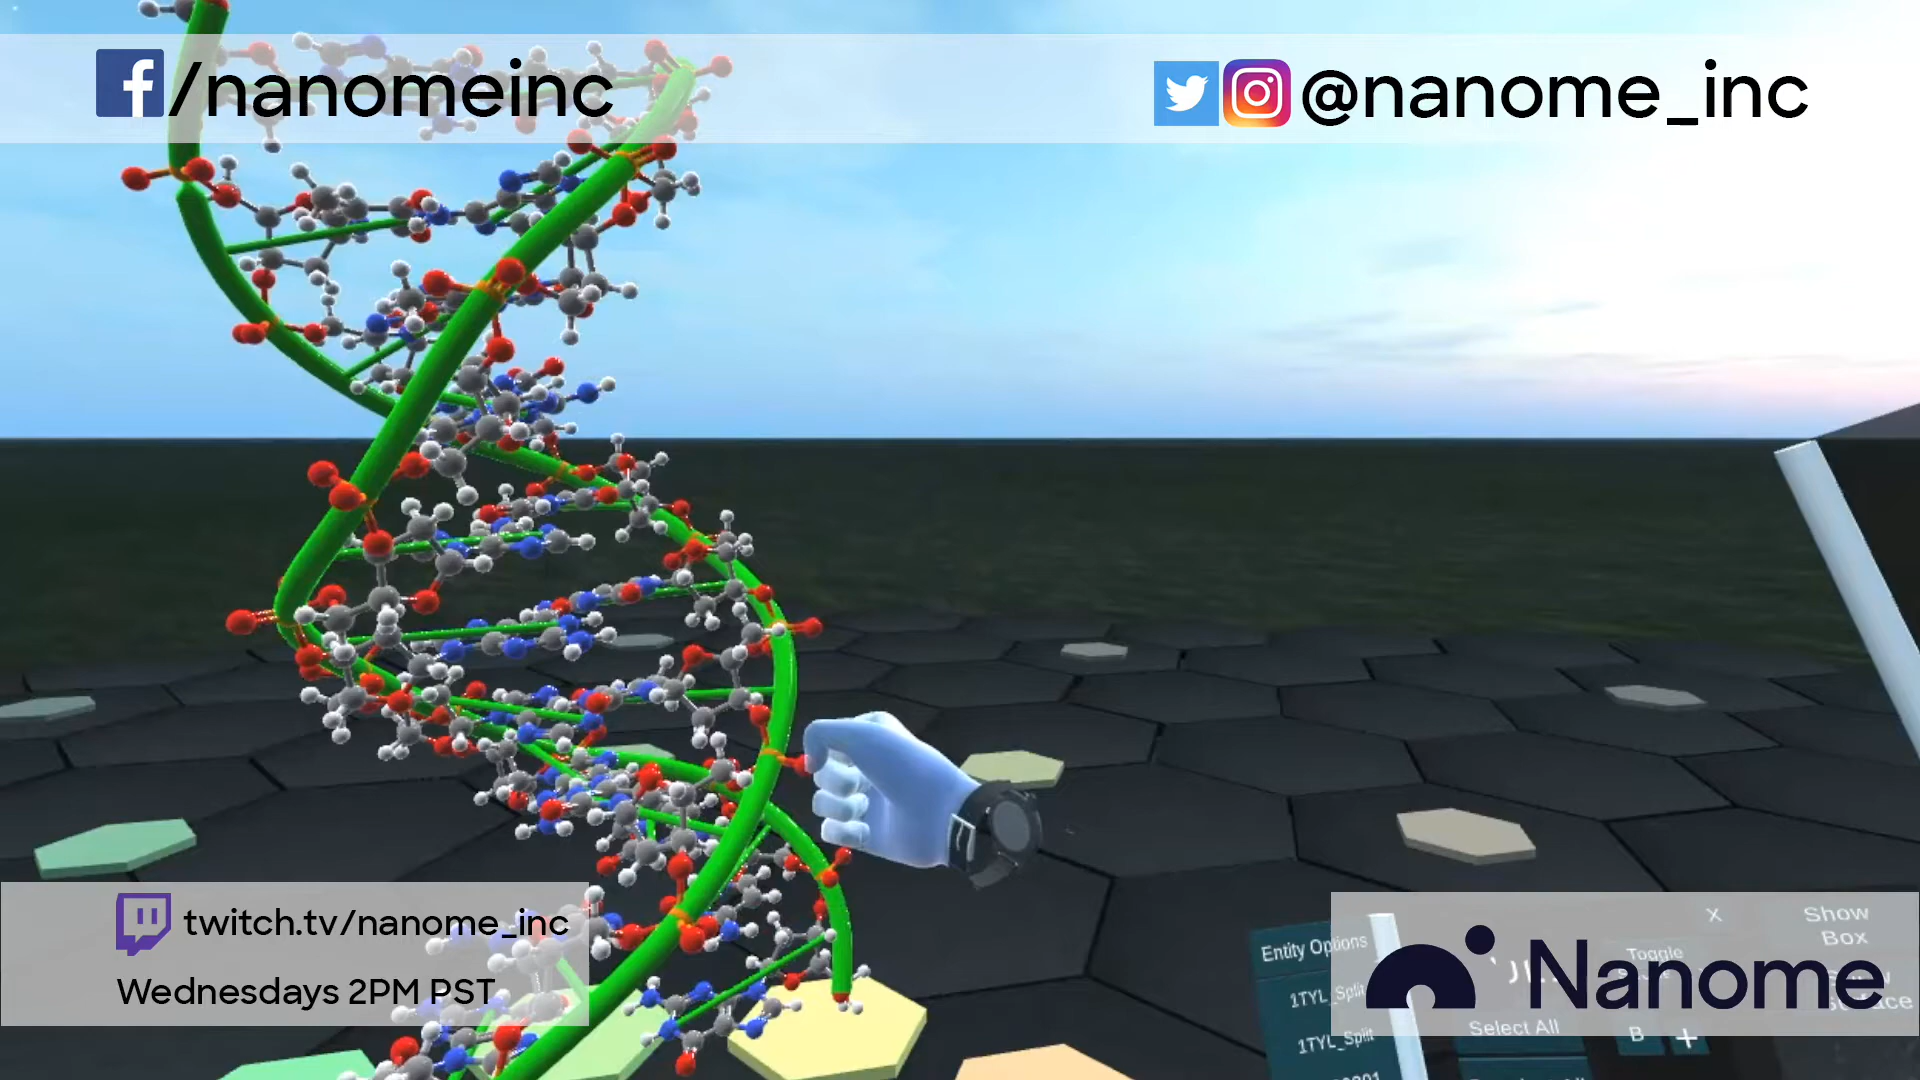 /nanomeinc
@nanome_inc
twitch.tv/nanome_inc
Wednesdays 2PM PST
X
Show
Box
Entity Options
Toggle
Nanome
1TYL_Split
Select All
B +
1TYL_Split